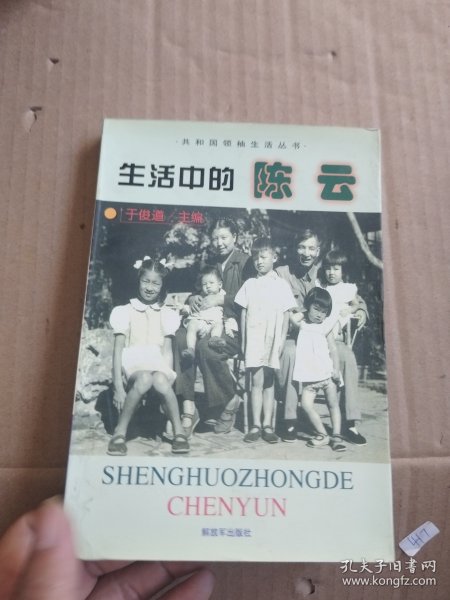 ·共和国领袖生活丛书·
生活中的 陈云
于俊道 主编
SHENGHUOZHONGDE
CHENYUN
解放军出版社
417
孔夫子旧书网
www.kongfz.com